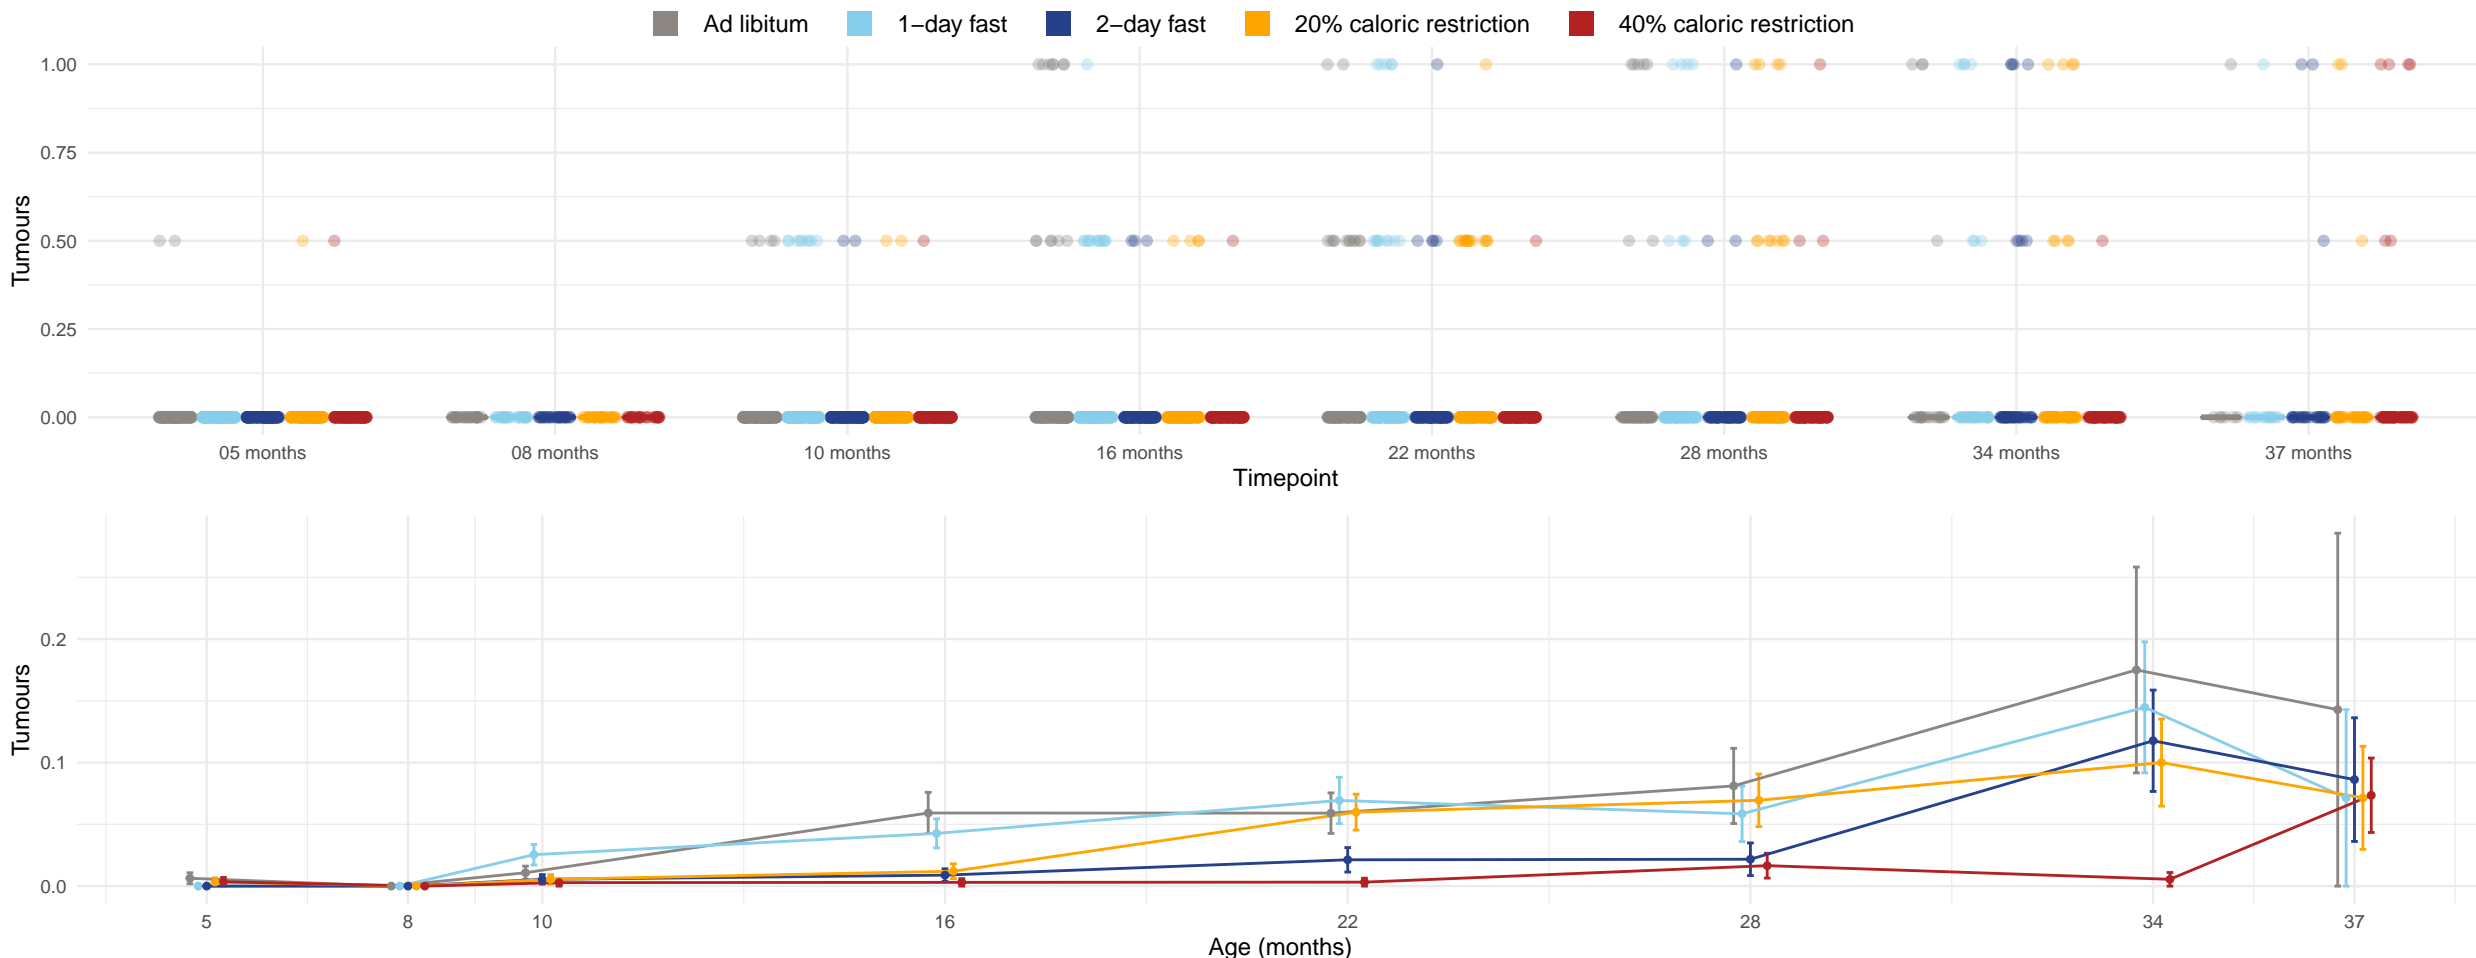 Ad libitum 1−day fast 2−day fast 20% caloric restriction 40% caloric restriction
Tumours
1.00
0.75
0.50
0.25
0.00
05 months 08 months 10 months 16 months 22 months 28 months 34 months 37 months
Timepoint
Tumours
0.2
0.1
0.0
5 8 10 16 22 28 34 37
Age (months)